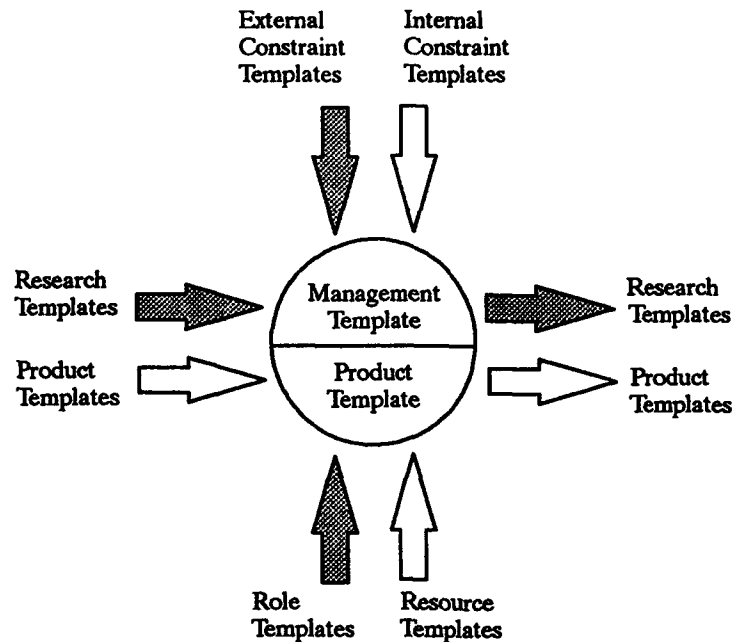 External
Constraint
Templates
Internal
Constraint
Templates
Research
Templates
Management
Template
Research
Templates
Product
Templates
Product
Template
Product
Templates
Role
Templates
Resource
Templates